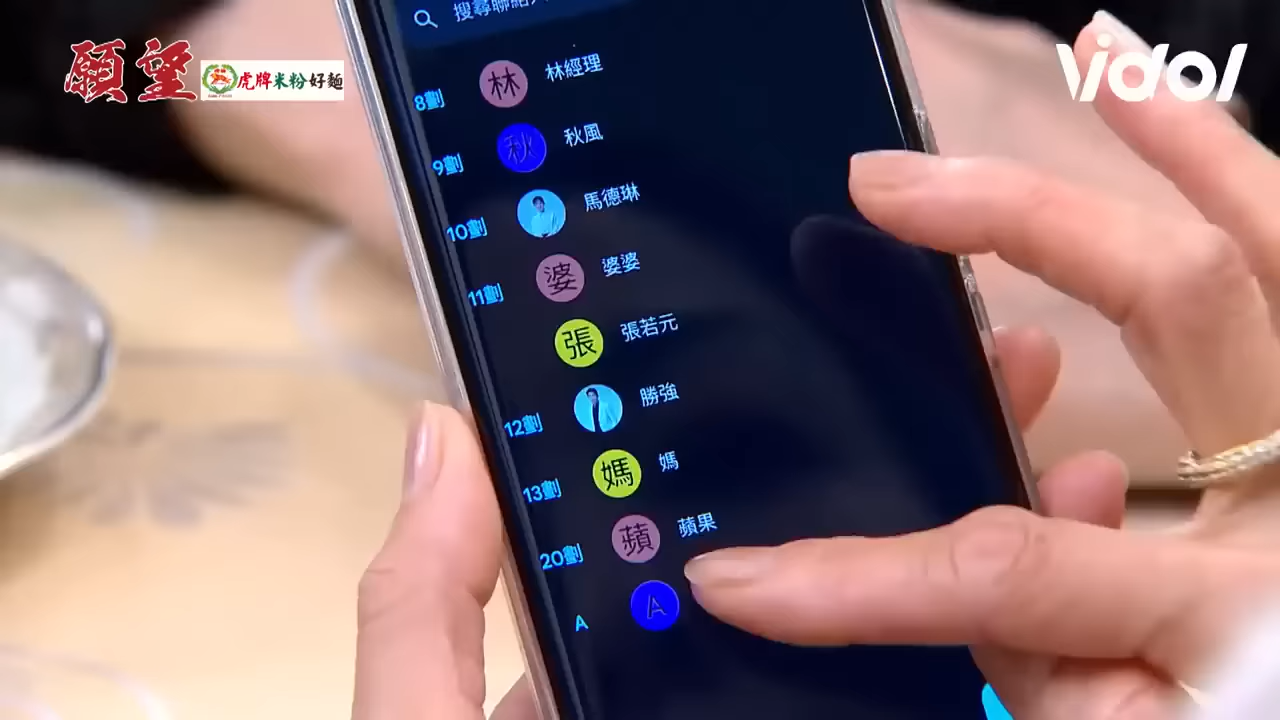 願望
虎牌米粉好麵
vidol
搜尋聯絡人
8劃 林 林經理
9劃 秋 秋風
10劃 馬德琳
11劃 婆 婆婆
張 張若元
12劃 勝強
13劃 媽 媽
20劃 蘋 蘋果
A A